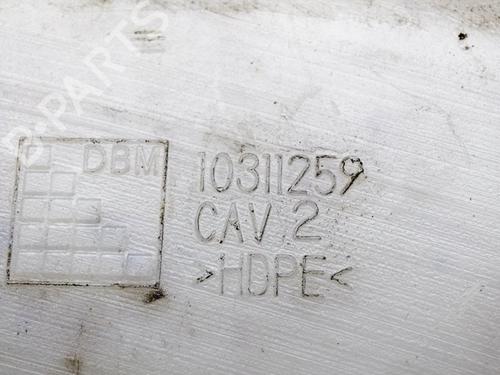 B-PARTS
DBM
10311259
CAV 2
>HDPE<